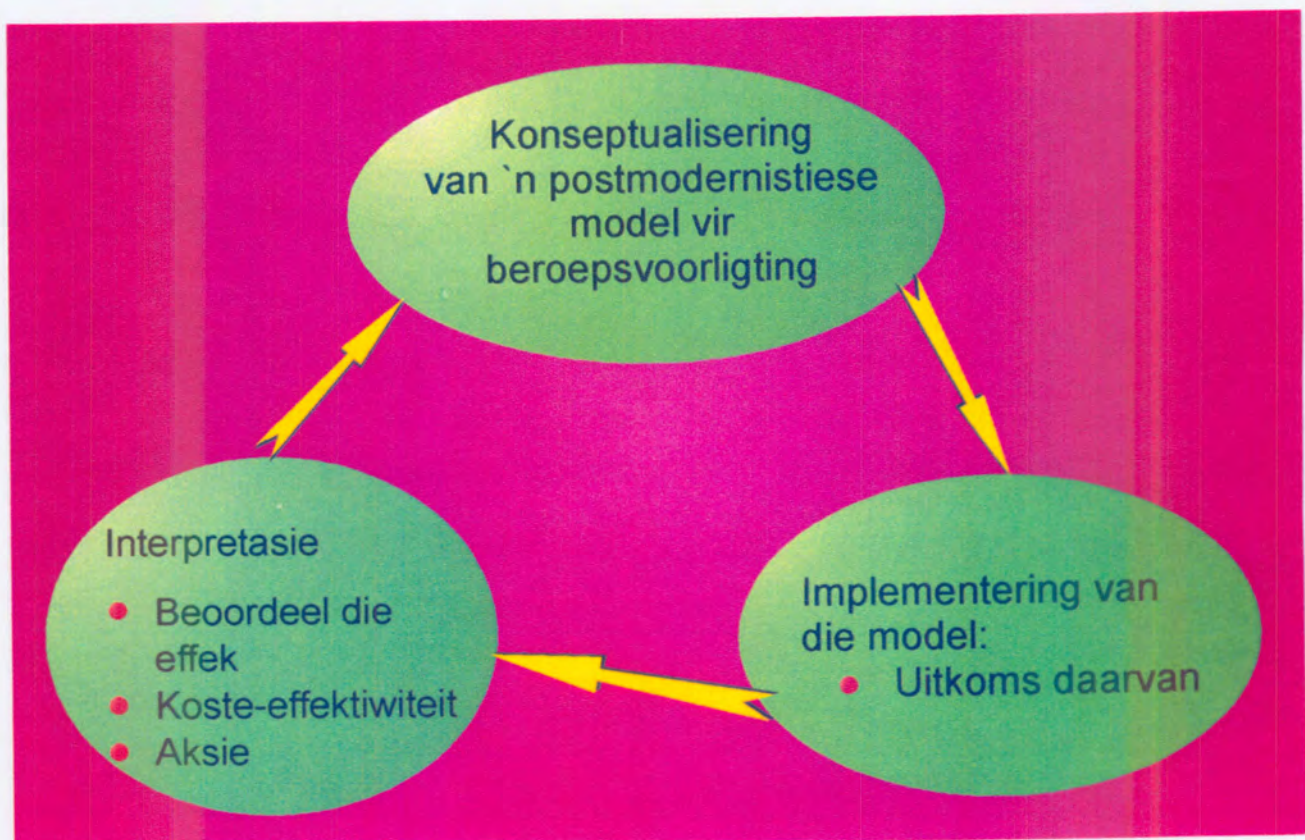 Konseptualisering
van `n postmodernistiese
model vir
beroepsvoorligting
Interpretasie
• Beoordeel die
effek
• Koste-effektiwiteit
• Aksie
Implementering van
die model:
• Uitkoms daarvan